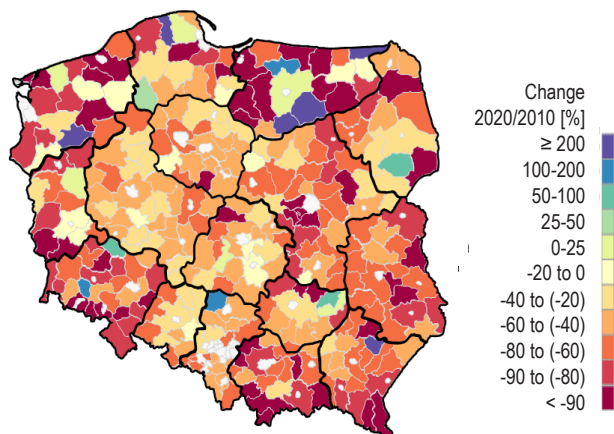 Change
2020/2010 [%]
≥ 200
100-200
50-100
25-50
0-25
-20 to 0
-40 to (-20)
-60 to (-40)
-80 to (-60)
-90 to (-80)
< -90